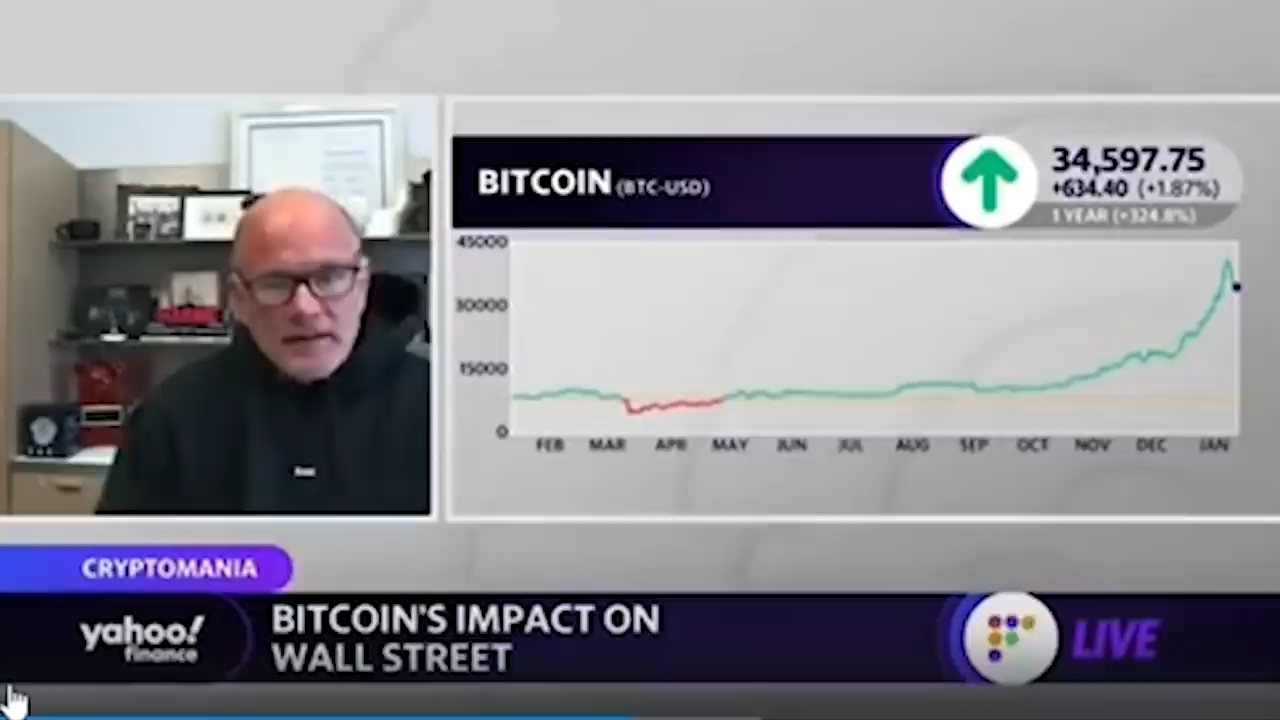 BITCOIN (BTC-USD)
34,597.75
+634.40 (+1.87%)
1 YEAR (+324.8%)
45000
30000
15000
0
FEB MAR APR MAY JUN JUL AUG SEP OCT NOV DEC JAN
CRYPTOMANIA
yahoo!
finance
BITCOIN'S IMPACT ON
WALL STREET
LIVE